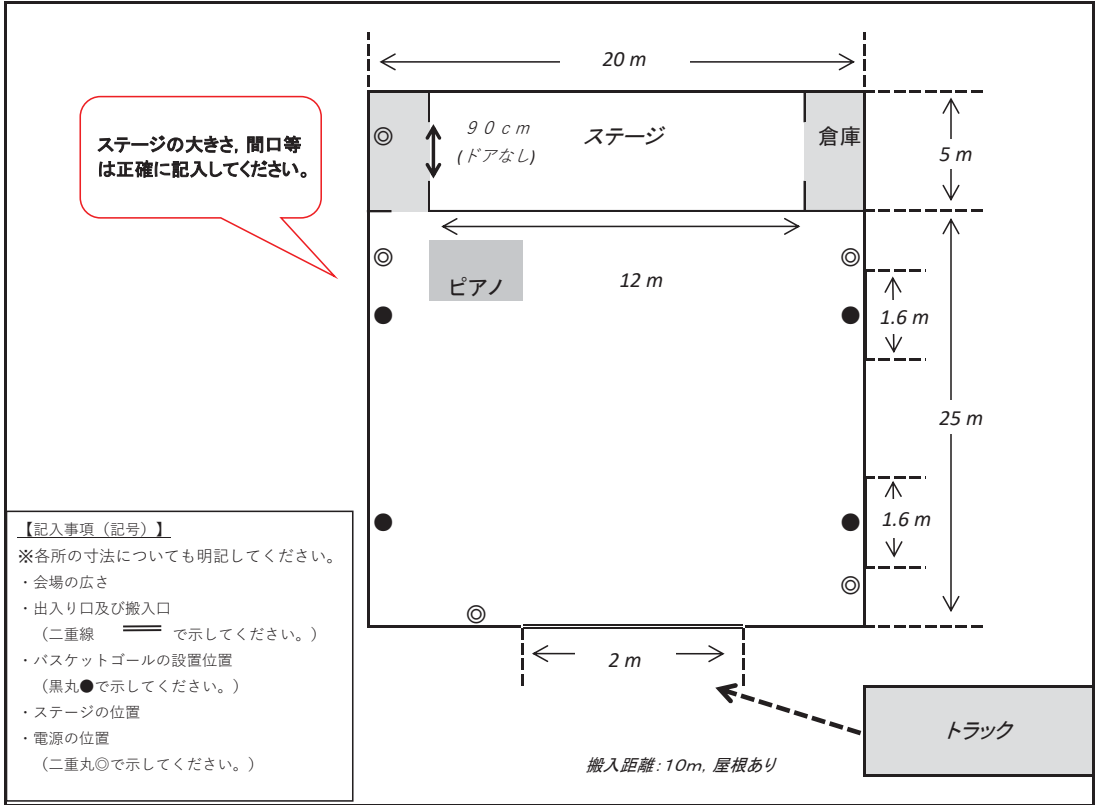 20 m
ステージの大きさ, 間口等
は正確に記入してください。
◎
９０ｃｍ
(ドアなし)
ステージ
倉庫
5 m
◎
ピアノ
12 m
◎
●
●
1.6 m
25 m
●
●
1.6 m
◎
◎
2 m
トラック
搬入距離：10ｍ, 屋根あり
【記入事項（記号）】
※各所の寸法についても明記してください。
・会場の広さ
・出入り口及び搬入口
（二重線 ══ で示してください。）
・バスケットゴールの設置位置
（黒丸●で示してください。）
・ステージの位置
・電源の位置
（二重丸◎で示してください。）